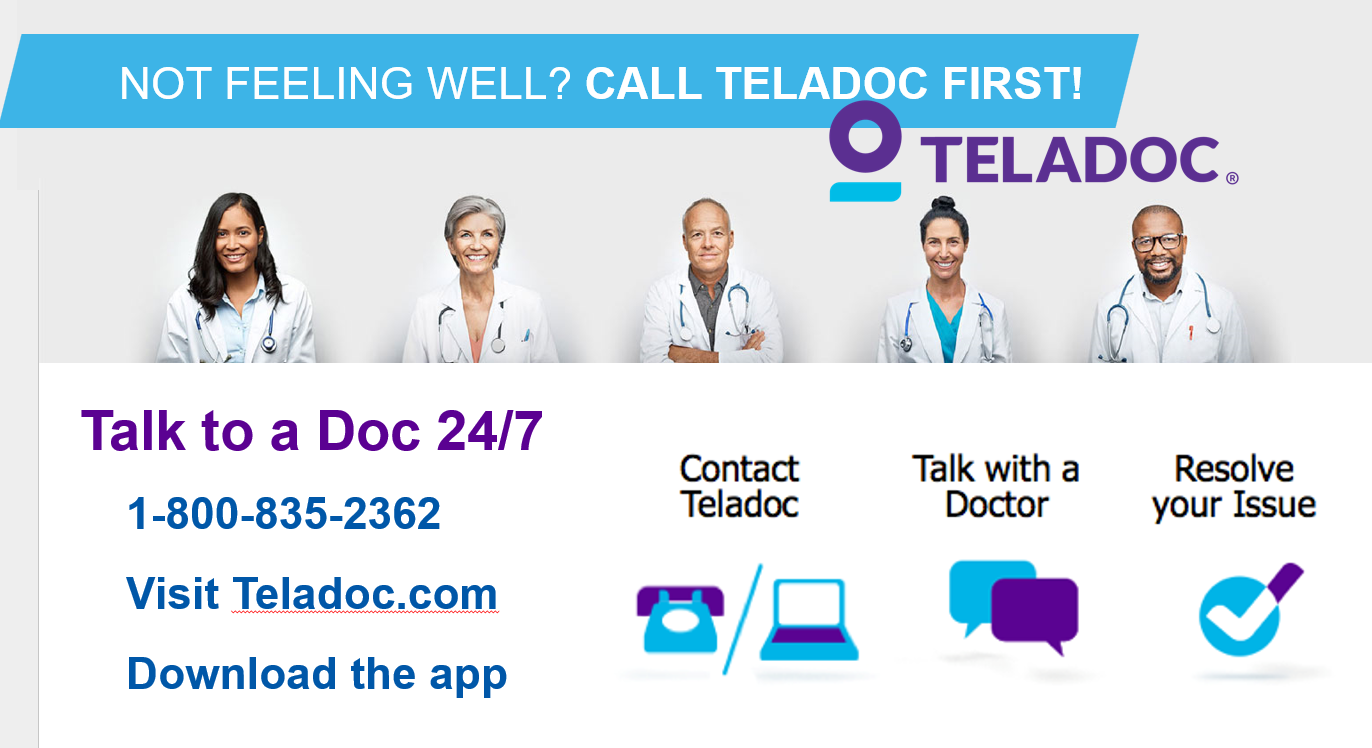 NOT FEELING WELL? CALL TELADOC FIRST!
TELADOC®
Talk to a Doc 24/7
1-800-835-2362
Visit Teladoc.com
Download the app
Contact
Teladoc
Talk with a
Doctor
Resolve
your Issue